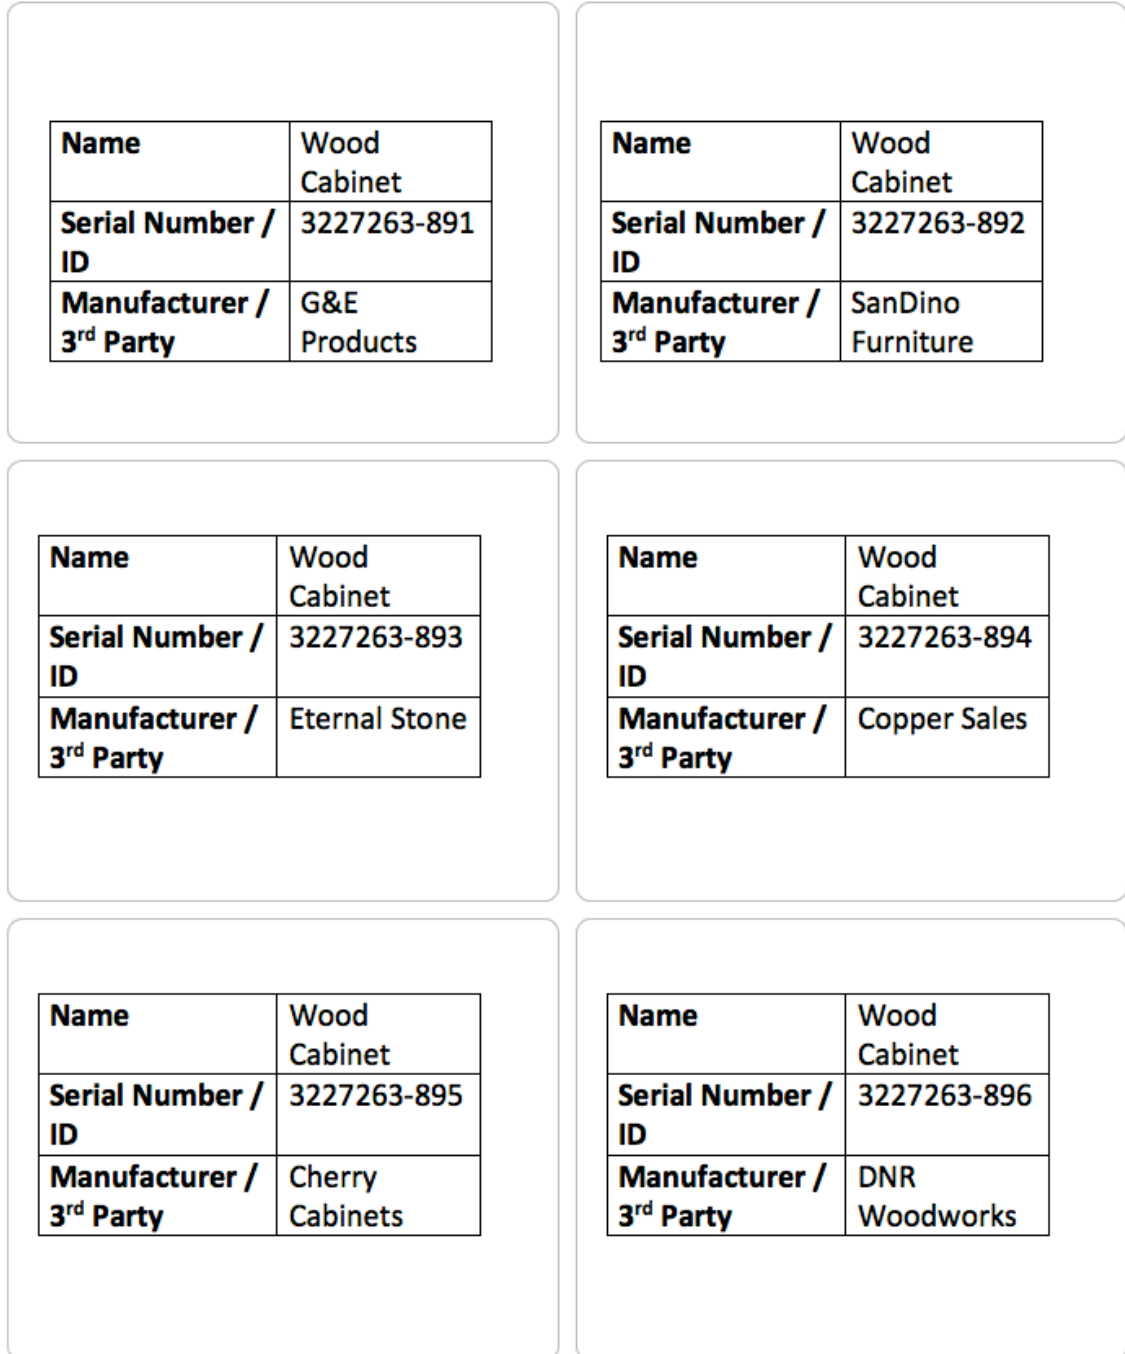 Name Wood
Cabinet
Serial Number / 3227263-891
ID
Manufacturer / G&E
3rd Party Products
Name Wood
Cabinet
Serial Number / 3227263-892
ID
Manufacturer / SanDino
3rd Party Furniture
Name Wood
Cabinet
Serial Number / 3227263-893
ID
Manufacturer / Eternal Stone
3rd Party
Name Wood
Cabinet
Serial Number / 3227263-894
ID
Manufacturer / Copper Sales
3rd Party
Name Wood
Cabinet
Serial Number / 3227263-895
ID
Manufacturer / Cherry
3rd Party Cabinets
Name Wood
Cabinet
Serial Number / 3227263-896
ID
Manufacturer / DNR
3rd Party Woodworks